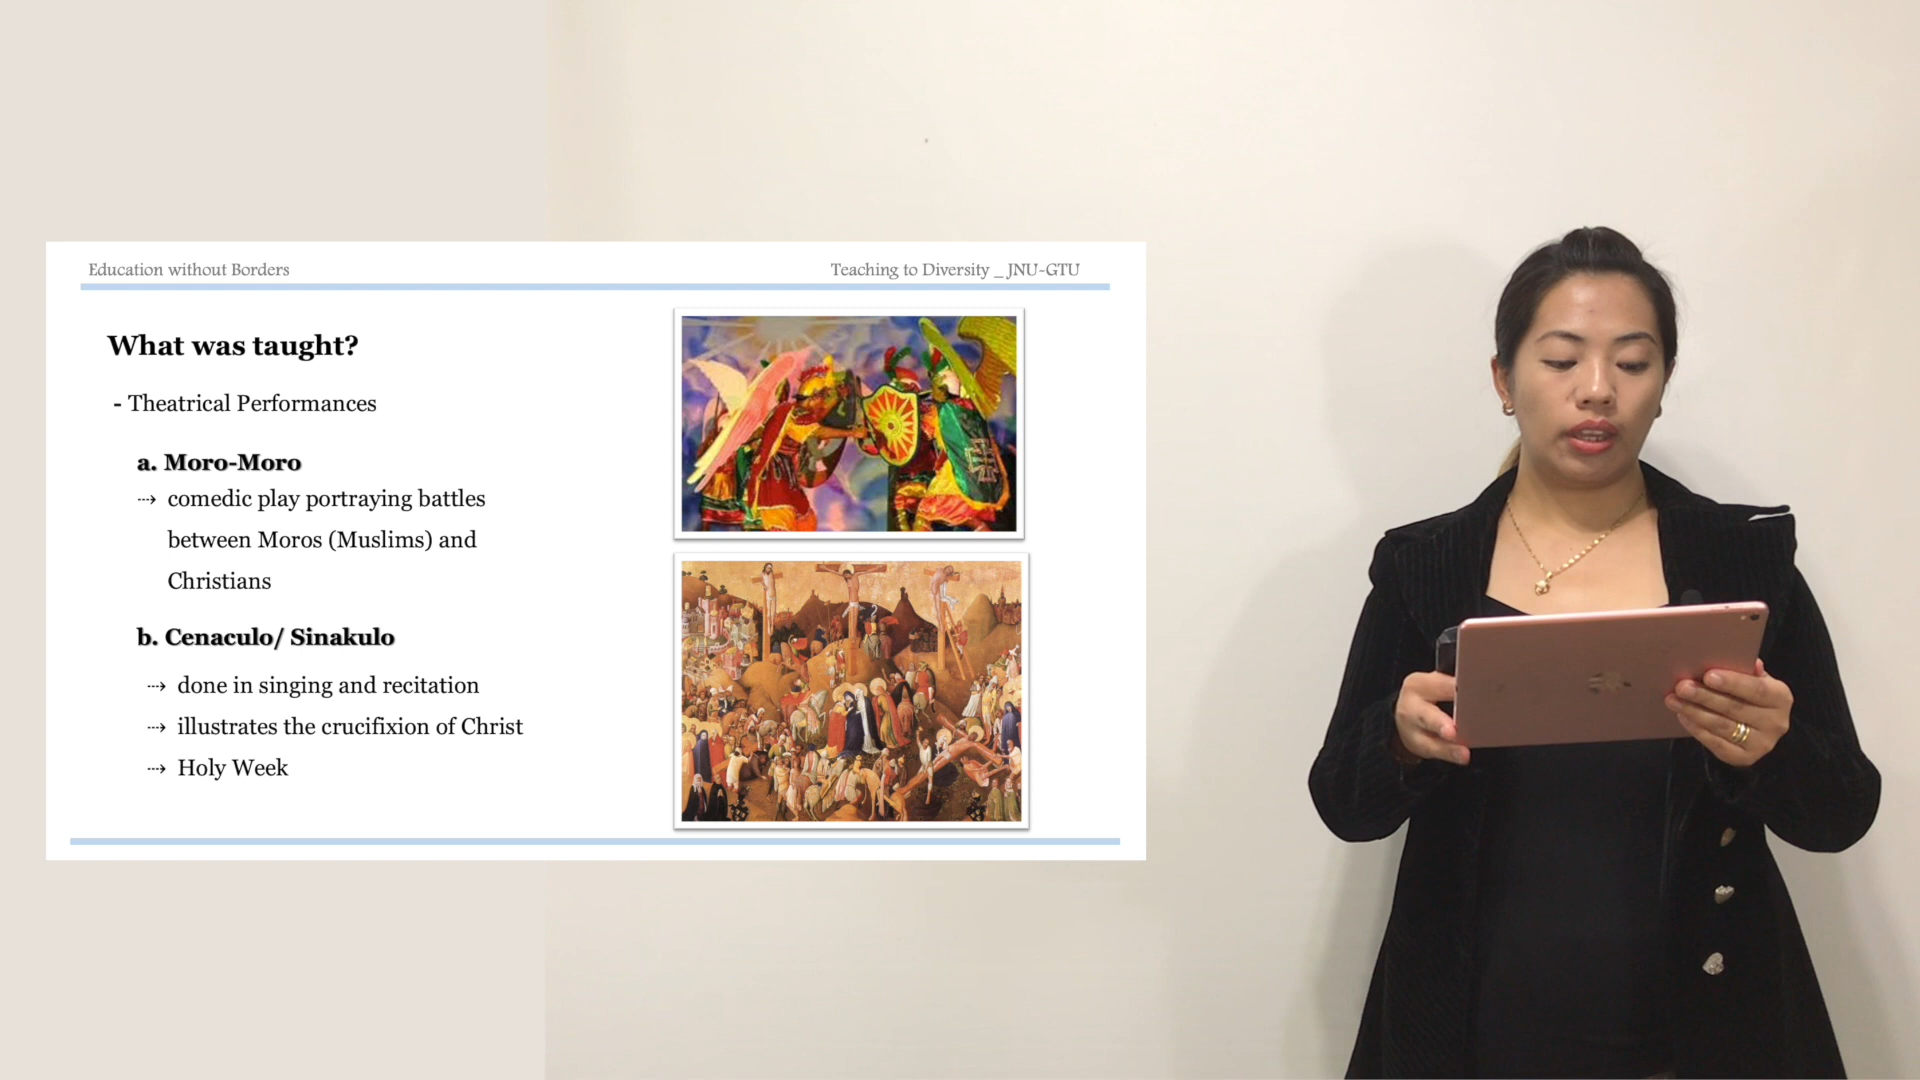 Education without Borders
Teaching to Diversity _ JNU-GTU
What was taught?
- Theatrical Performances
a. Moro-Moro
⤍ comedic play portraying battles
between Moros (Muslims) and
Christians
b. Cenaculo/ Sinakulo
⤍ done in singing and recitation
⤍ illustrates the crucifixion of Christ
⤍ Holy Week